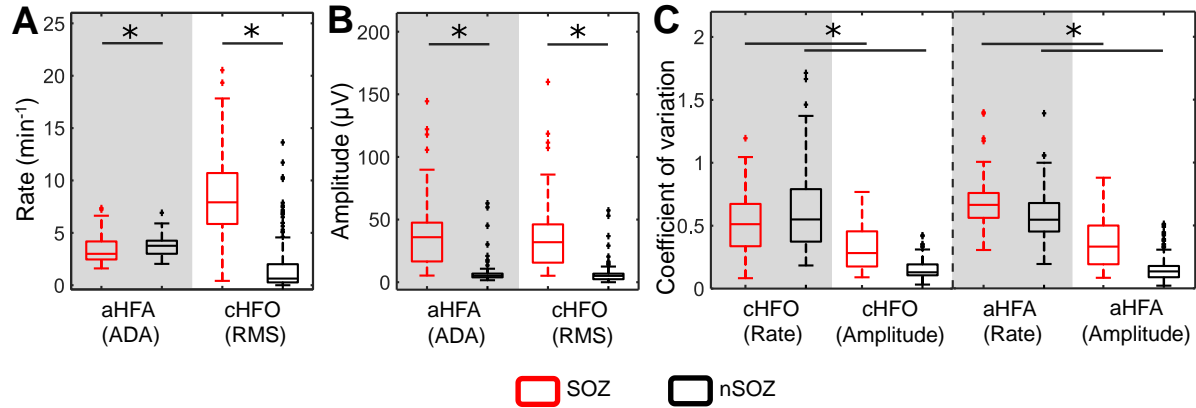 A
Rate (min-1)
25
20
15
10
5
0
*
*
aHFA
(ADA)
cHFO
(RMS)
B
Amplitude (µV)
200
150
100
50
0
*
*
aHFA
(ADA)
cHFO
(RMS)
C
Coefficient of variation
2
1.5
1
0.5
0
*
*
cHFO
(Rate)
cHFO
(Amplitude)
aHFA
(Rate)
aHFA
(Amplitude)
SOZ
nSOZ